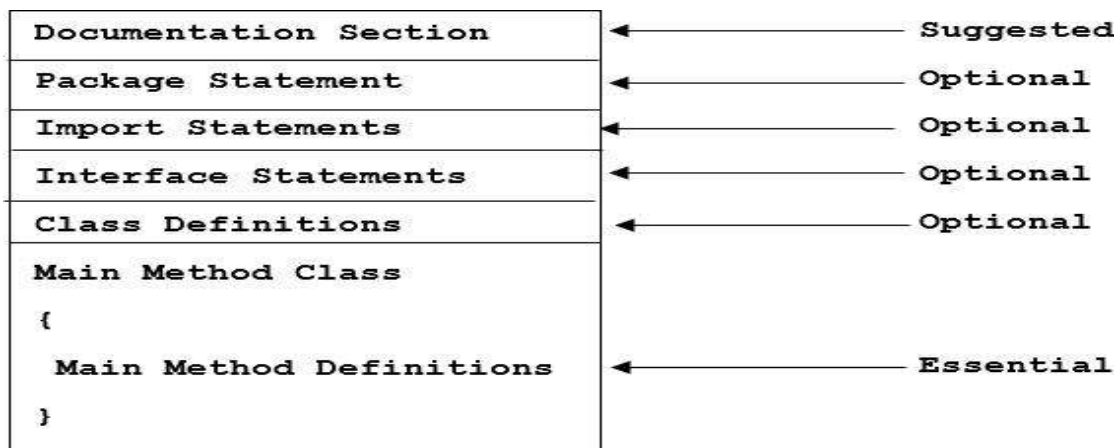 Documentation Section Suggested
Package Statement Optional
Import Statements Optional
Interface Statements Optional
Class Definitions Optional
Main Method Class
{
Main Method Definitions Essential
}